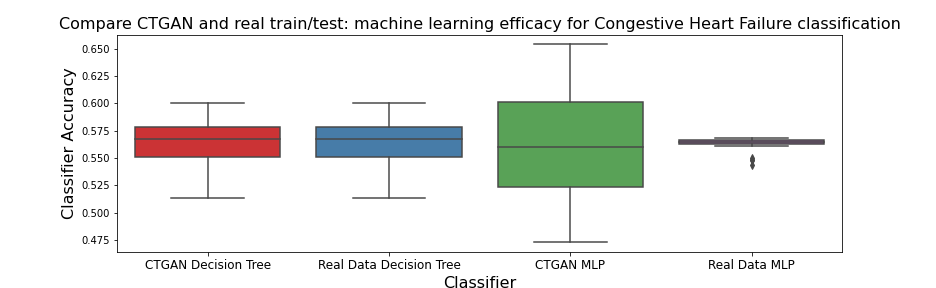 Compare CTGAN and real train/test: machine learning efficacy for Congestive Heart Failure classification
0.650
0.625
0.600
0.575
0.550
0.525
0.500
0.475
Classifier Accuracy
CTGAN Decision Tree
Real Data Decision Tree
CTGAN MLP
Real Data MLP
Classifier